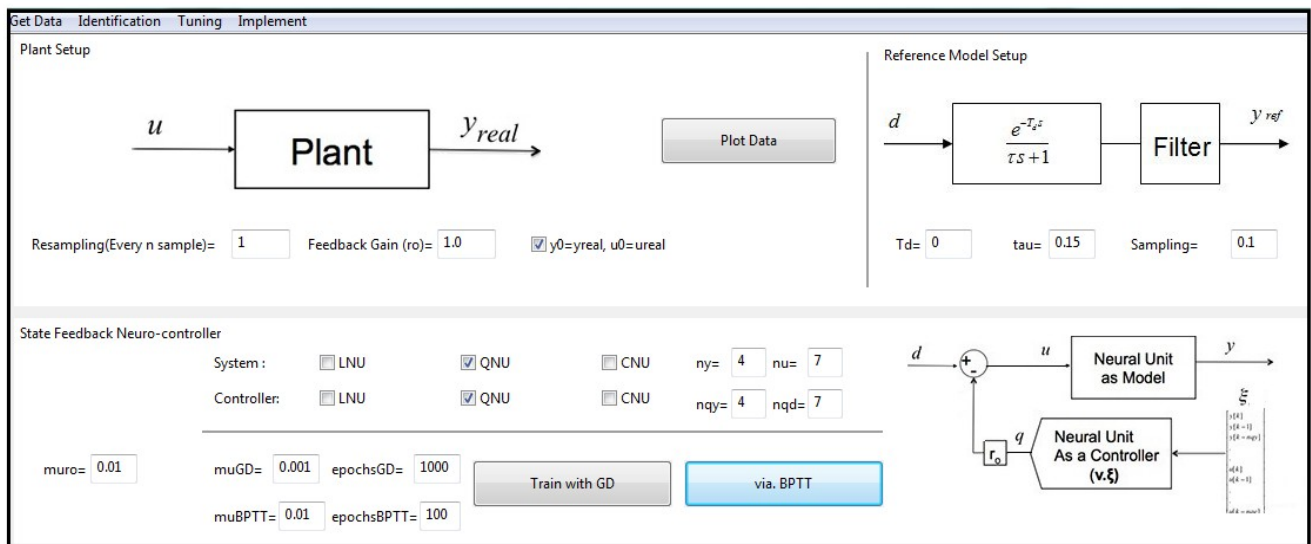 Get Data Identification Tuning Implement
Plant Setup
u
Plant
y_real
Plot Data
Resampling(Every n sample)= 1 Feedback Gain (ro)= 1.0 y0=yreal, u0=ureal
Reference Model Setup
d
e^{-T_d s}
τs+1
Filter
y ref
Td= 0 tau= 0.15 Sampling= 0.1
State Feedback Neuro-controller
System : LNU QNU CNU ny= 4 nu= 7
Controller: LNU QNU CNU nqy= 4 nqd= 7
muro= 0.01 muGD= 0.001 epochsGD= 1000 Train with GD via. BPTT
muBPTT= 0.01 epochsBPTT= 100
d
+
-
u
Neural Unit
as Model
y
r_o
q
Neural Unit
As a Controller
(v.ξ)
ξ
y[k]
y[k-1]
y[k-nqy]